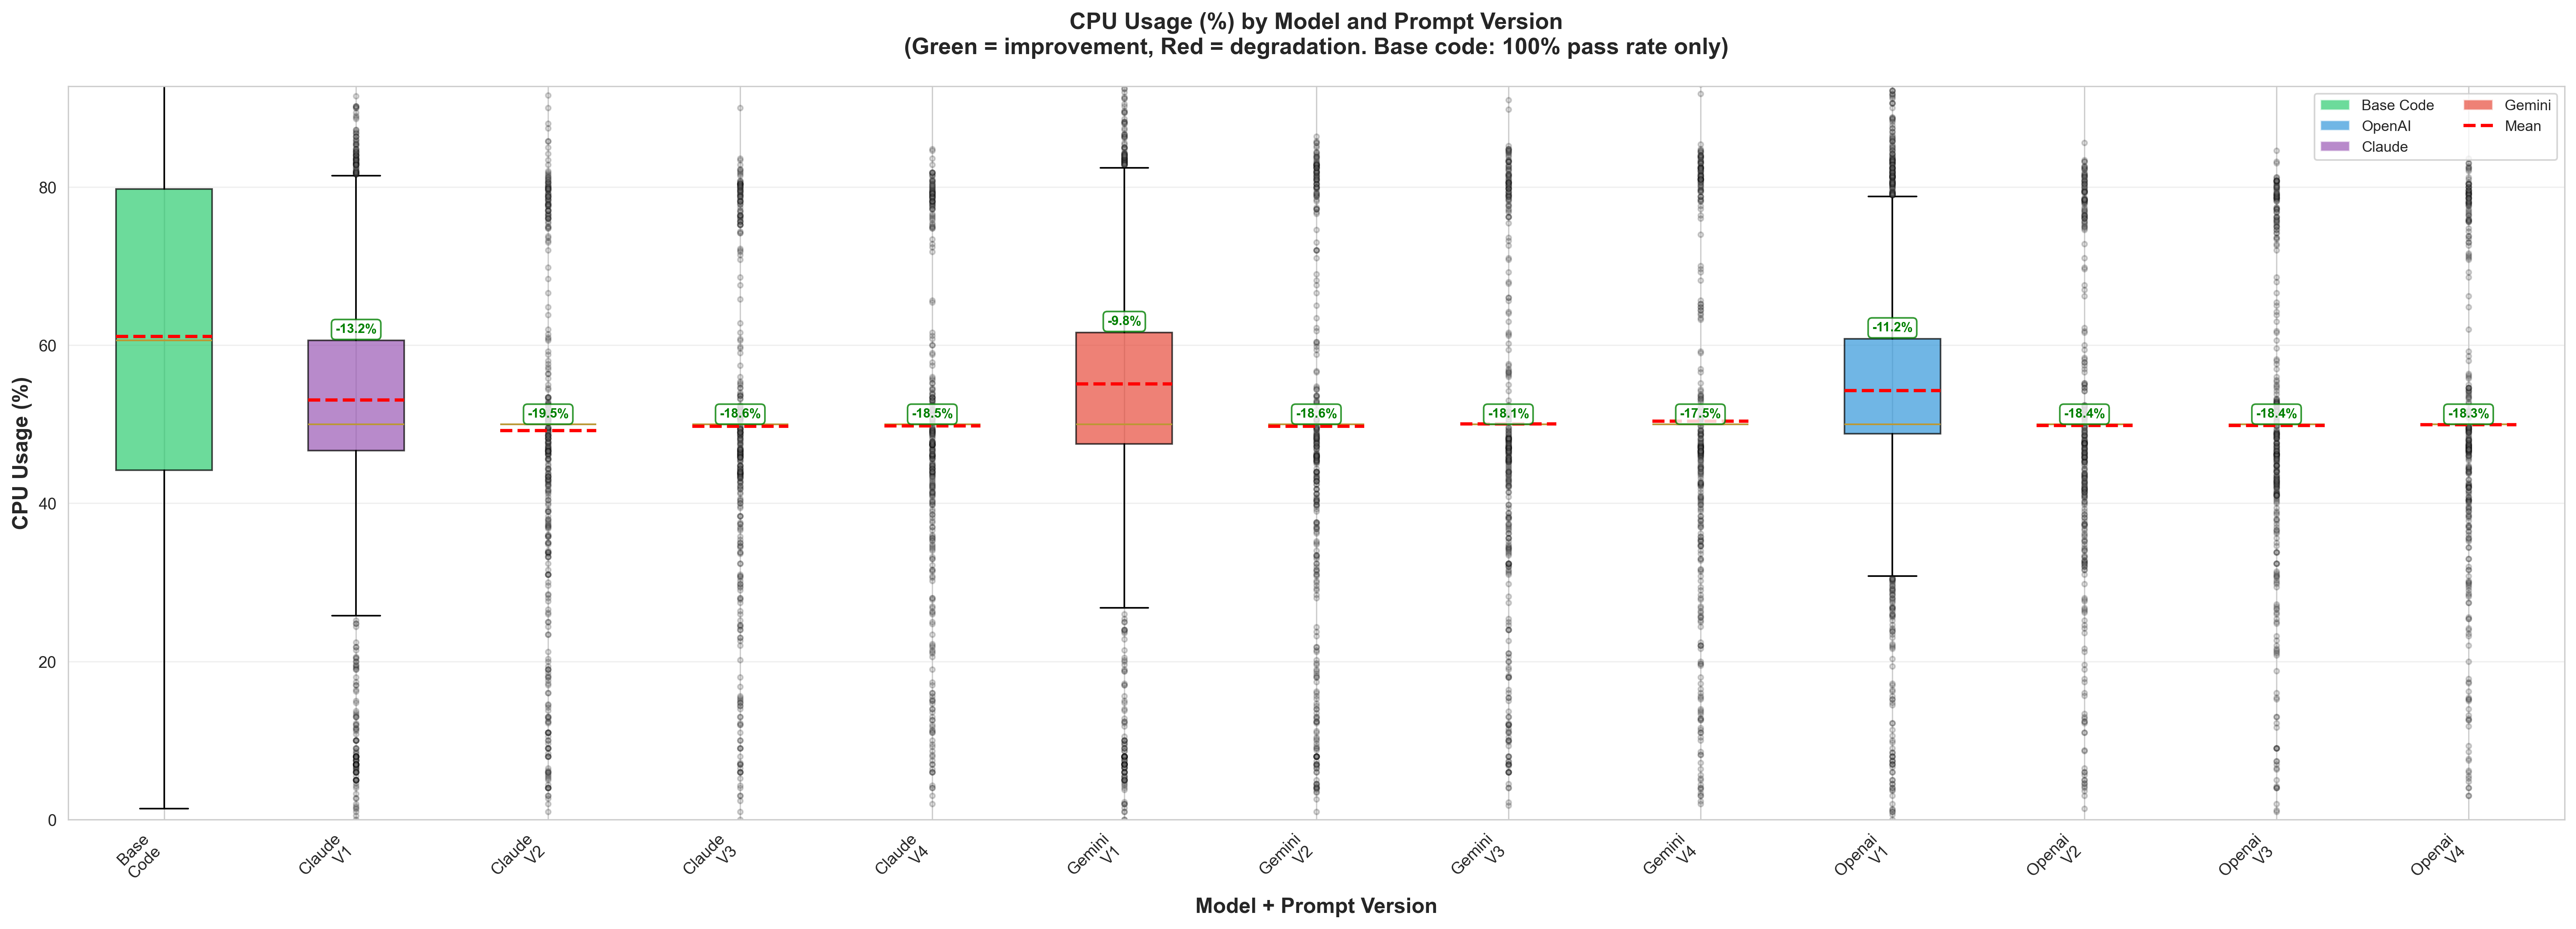 CPU Usage (%) by Model and Prompt Version
(Green = improvement, Red = degradation. Base code: 100% pass rate only)
Base Code
OpenAI
Claude
Gemini
Mean
CPU Usage (%)
80
60
40
20
0
-13.2%
-19.5%
-18.6%
-18.5%
-9.8%
-18.6%
-18.1%
-17.5%
-11.2%
-18.4%
-18.4%
-18.3%
Base
Code
Claude
V1
Claude
V2
Claude
V3
Claude
V4
Gemini
V1
Gemini
V2
Gemini
V3
Gemini
V4
Openai
V1
Openai
V2
Openai
V3
Openai
V4
Model + Prompt Version